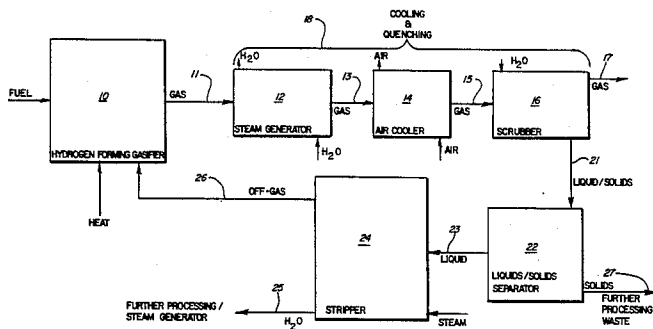 COOLING
&
QUENCHING
18
H2O
AIR
H2O
17
GAS
FUEL
10
HYDROGEN FORMING GASIFIER
11
GAS
12
STEAM GENERATOR
13
GAS
14
AIR COOLER
15
GAS
16
SCRUBBER
H2O
AIR
21
LIQUID/SOLIDS
HEAT
26
OFF-GAS
24
STRIPPER
23
LIQUID
22
LIQUIDS/SOLIDS
SEPARATOR
27
SOLIDS
FURTHER
PROCESSING
WASTE
25
FURTHER PROCESSING /
STEAM GENERATOR
H2O
STEAM